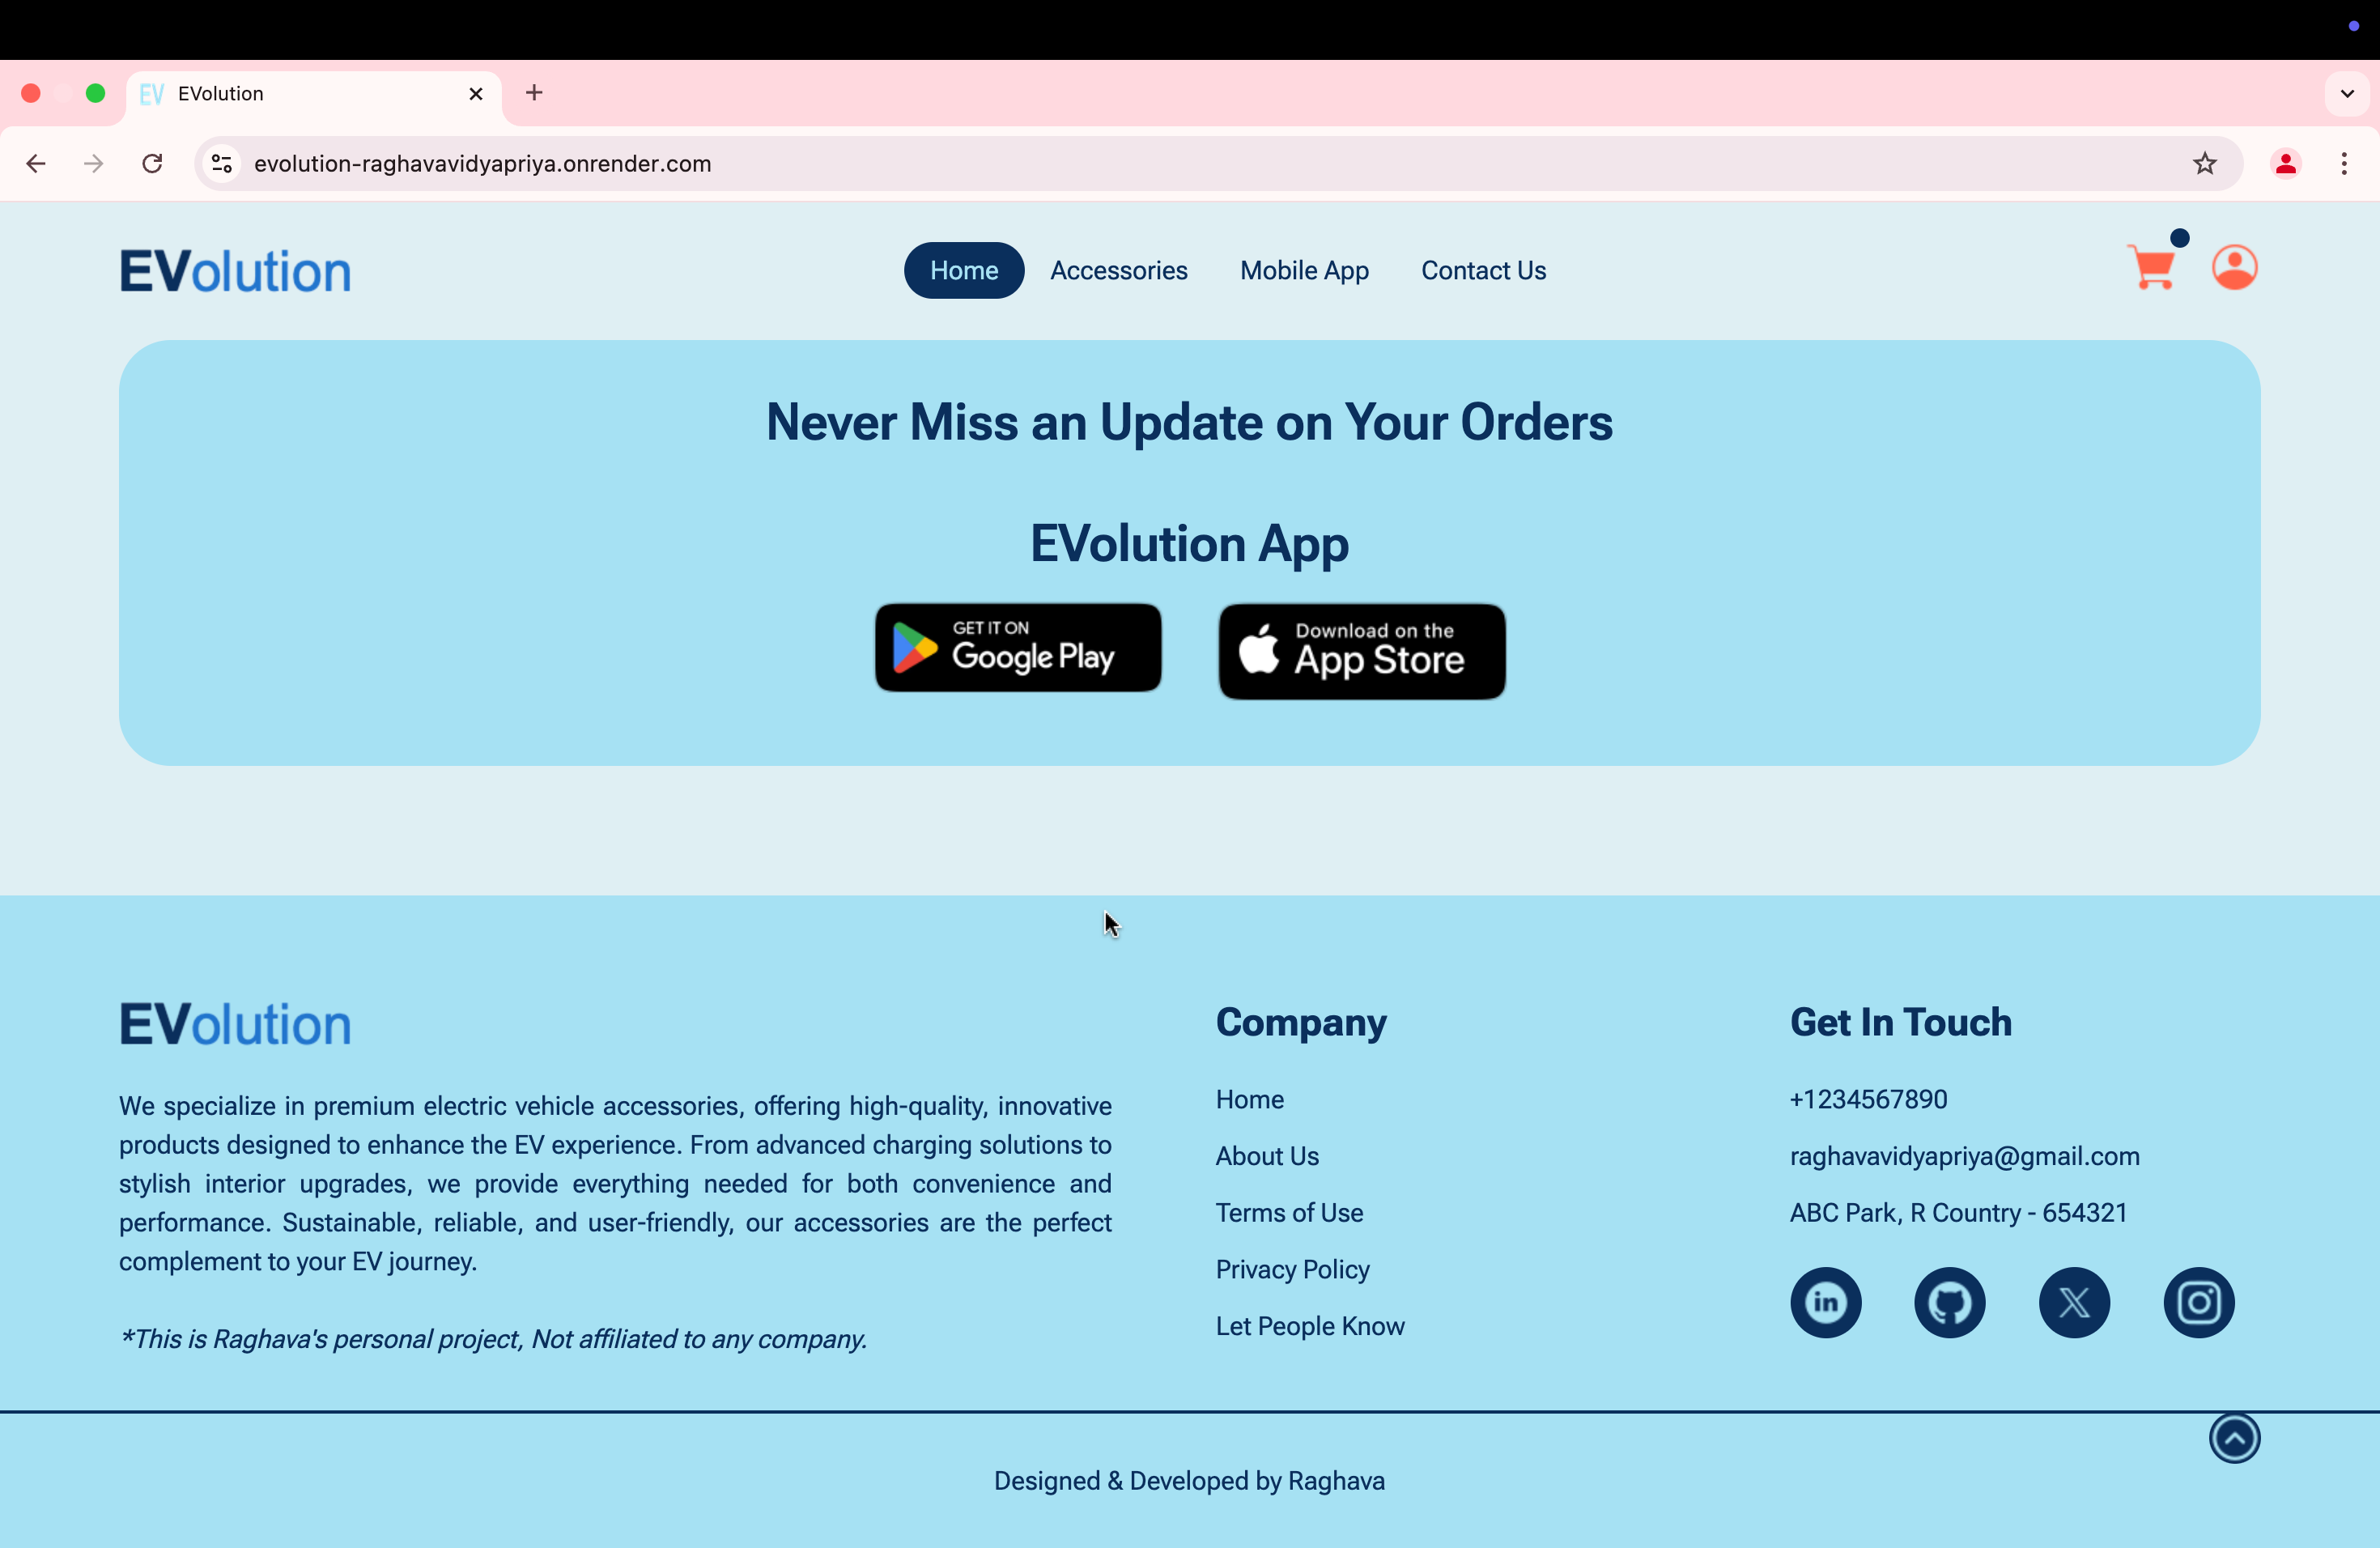 EV EVolution
evolution-raghavavidyapriya.onrender.com
EVolution Home Accessories Mobile App Contact Us
Never Miss an Update on Your Orders
EVolution App
GET IT ON
Google Play
Download on the
App Store
EVolution
We specialize in premium electric vehicle accessories, offering high-quality, innovative
products designed to enhance the EV experience. From advanced charging solutions to
stylish interior upgrades, we provide everything needed for both convenience and
performance. Sustainable, reliable, and user-friendly, our accessories are the perfect
complement to your EV journey.
*This is Raghava's personal project, Not affiliated to any company.
Company
Home
About Us
Terms of Use
Privacy Policy
Let People Know
Get In Touch
+1234567890
raghavavidyapriya@gmail.com
ABC Park, R Country - 654321
in X
Designed & Developed by Raghava